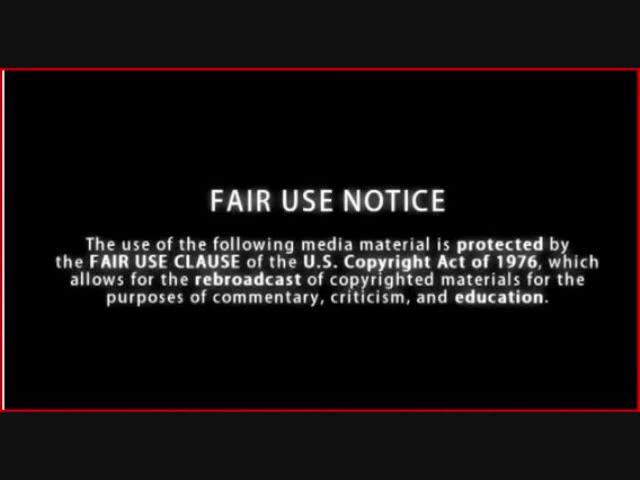 FAIR USE NOTICE
The use of the following media material is protected by
the FAIR USE CLAUSE of the U.S. Copyright Act of 1976, which
allows for the rebroadcast of copyrighted materials for the
purposes of commentary, criticism, and education.